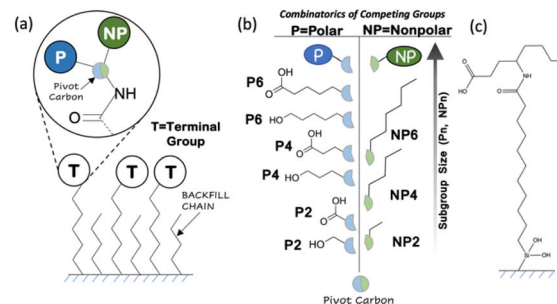 (a)
P
NP
Pivot
Carbon
NH
O
T=Terminal
Group
T
T
T
BACKFILL
CHAIN
(b)
Combinatorics of Competing Groups
P=Polar
NP=Nonpolar
P
NP
OH
P6
O
P6 HO
OH
P4
O
P4 HO
OH
P2
O
P2 HO
NP6
NP4
NP2
Subgroup Size (Pn, NPn)
Pivot Carbon
(c)
O
OH
NH
O
OH
Si
OH